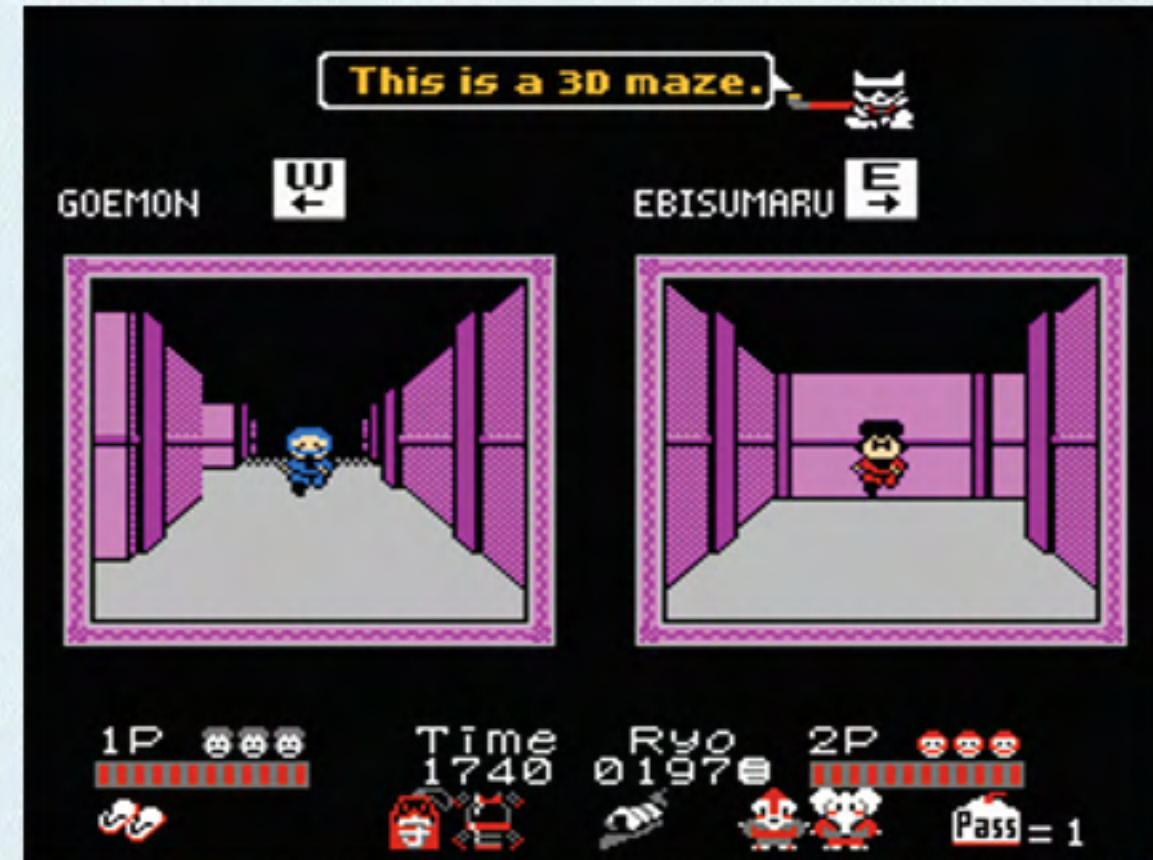 This is a 3D maze.
GOEMON W
←
EBISUMARU E
→
1P Time Ryo 2P
1740 0197
Pass = 1